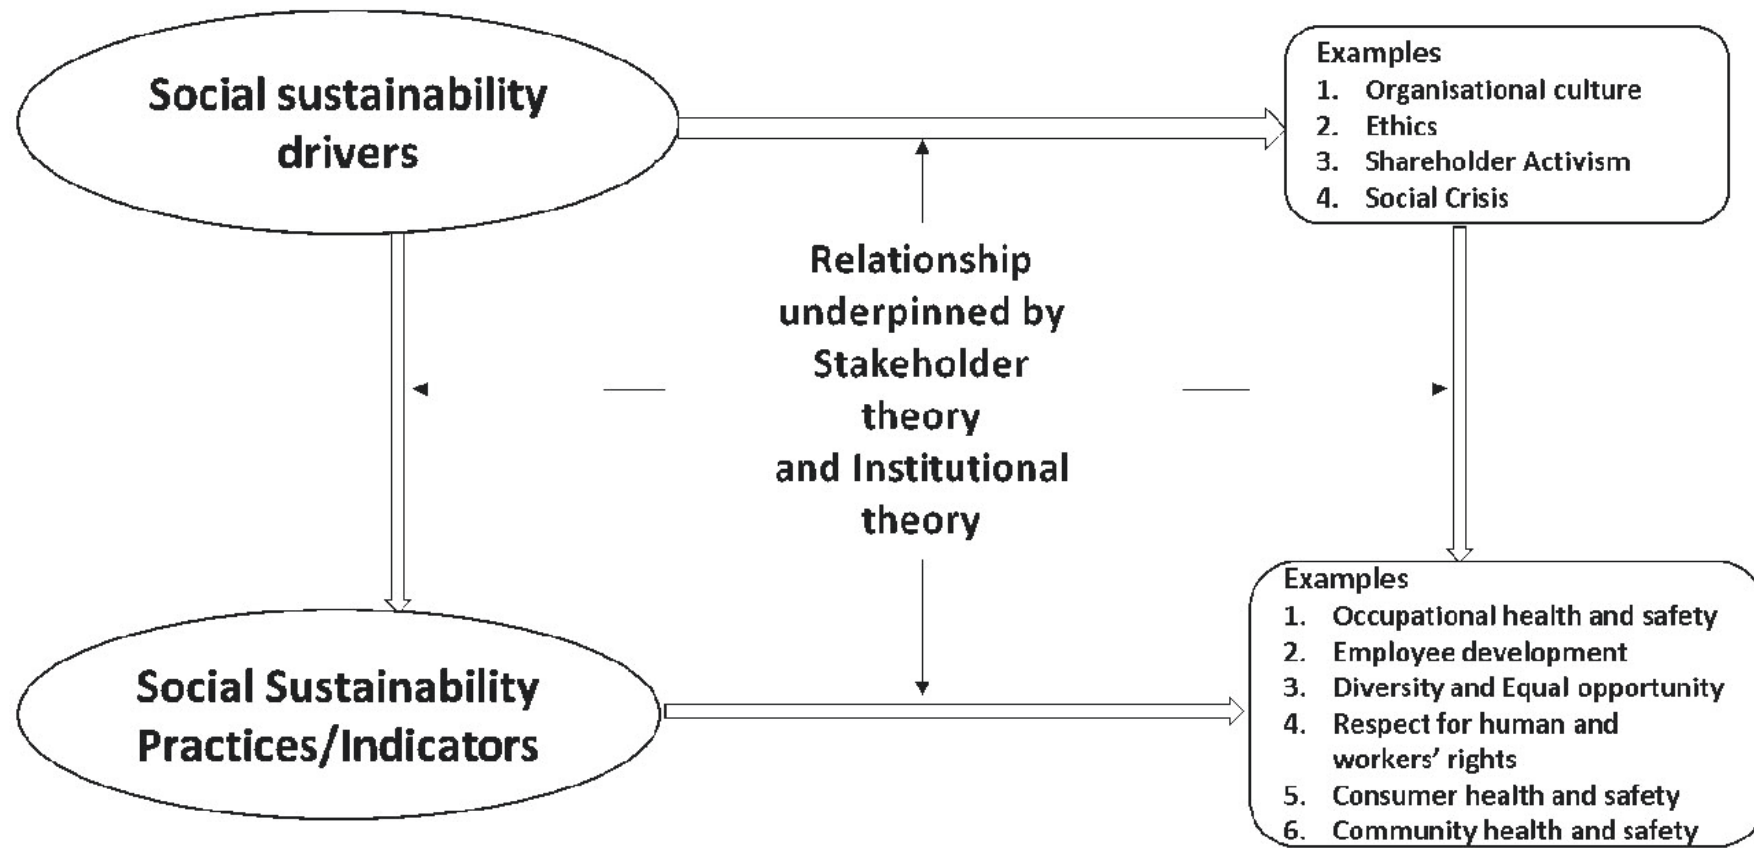 Social sustainability
drivers
Examples
1. Organisational culture
2. Ethics
3. Shareholder Activism
4. Social Crisis
Relationship
underpinned by
Stakeholder
theory
and Institutional
theory
Social Sustainability
Practices/Indicators
Examples
1. Occupational health and safety
2. Employee development
3. Diversity and Equal opportunity
4. Respect for human and
workers’ rights
5. Consumer health and safety
6. Community health and safety